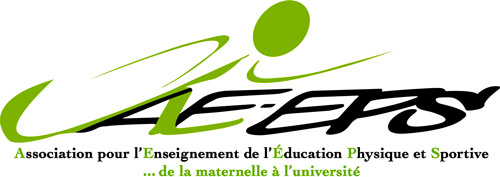 AE-EPS
Association pour l'Enseignement de l'Éducation Physique et Sportive
... de la maternelle à l'université